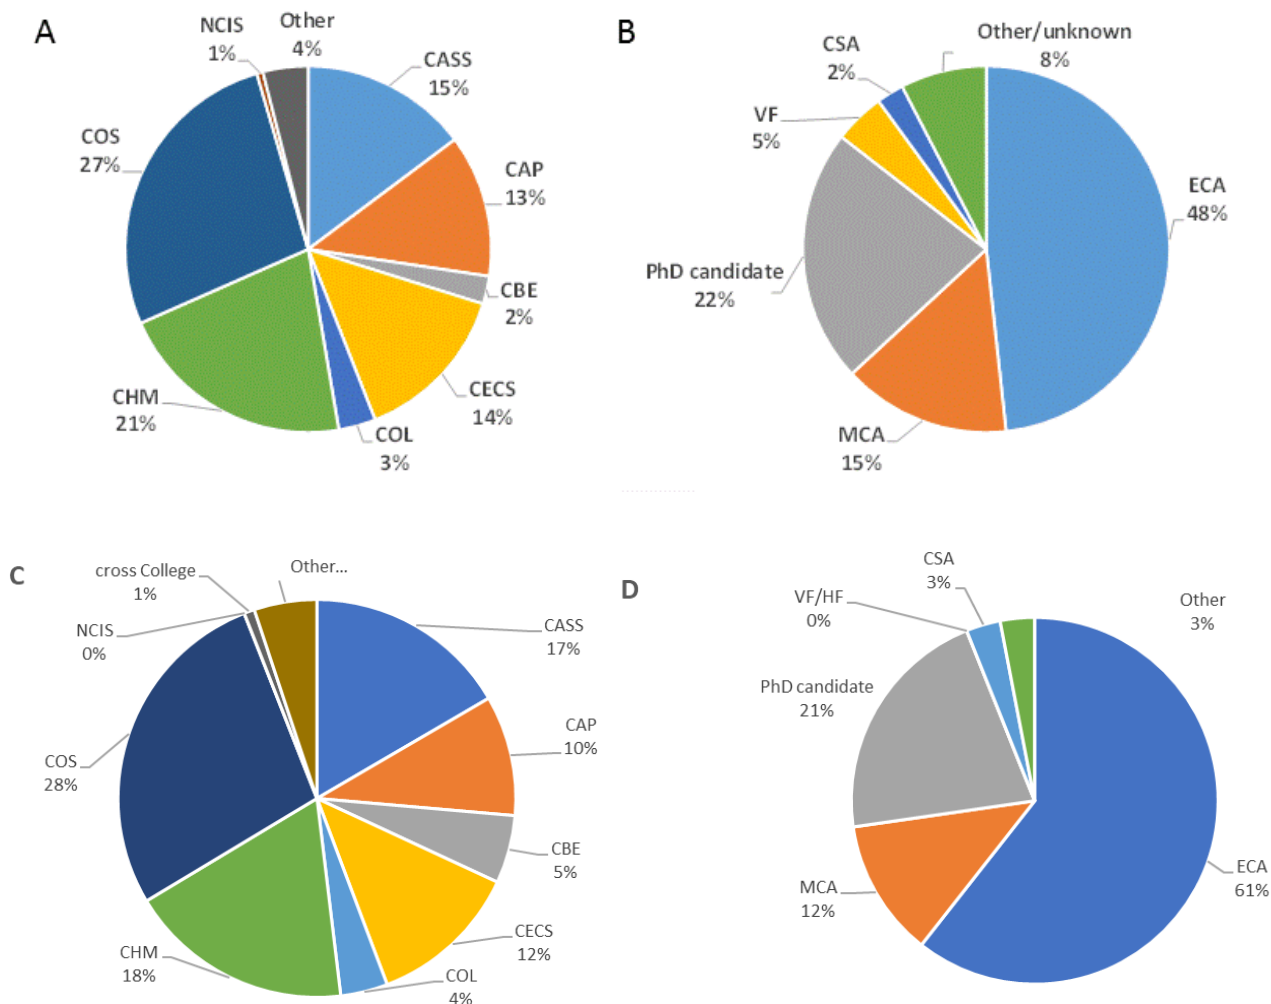 A
NCIS
1%
Other
4%
CASS
15%
COS
27%
CAP
13%
CBE
2%
CHM
21%
CECS
14%
COL
3%
B
CSA
2%
Other/unknown
8%
VF
5%
ECA
48%
PhD candidate
22%
MCA
15%
C
cross College
1%
Other...
NCIS
0%
CASS
17%
CAP
10%
COS
28%
CBE
5%
CHM
18%
CECS
12%
COL
4%
D
CSA
3%
VF/HF
0%
Other
3%
PhD candidate
21%
MCA
12%
ECA
61%